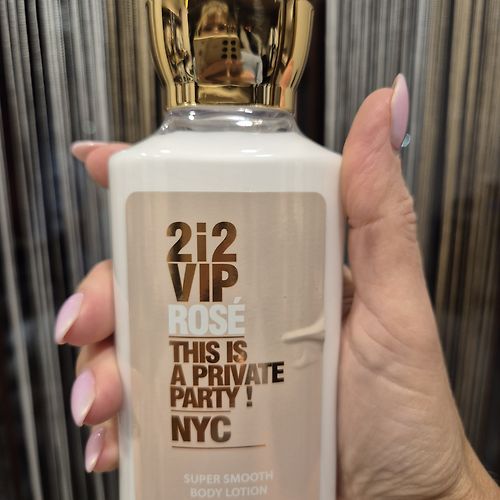 2i2
VIP
ROSÉ
THIS IS
A PRIVATE
PARTY !
NYC
SUPER SMOOTH
BODY LOTION